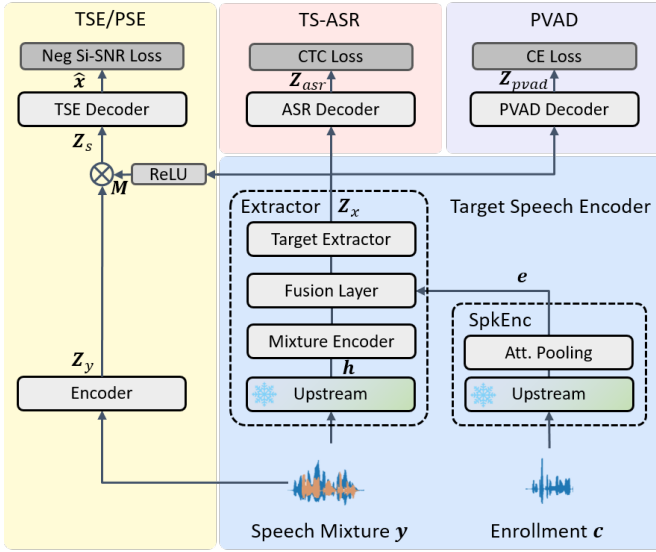 TSE/PSE
TS-ASR
PVAD
Neg Si-SNR Loss
CTC Loss
CE Loss
x̂
Z_asr
Z_pvad
TSE Decoder
ASR Decoder
PVAD Decoder
Z_s
M
ReLU
Extractor
Z_x
Target Speech Encoder
Target Extractor
Fusion Layer
e
SpkEnc
Mixture Encoder
Att. Pooling
Z_y
h
Encoder
Upstream
Upstream
Speech Mixture y
Enrollment c